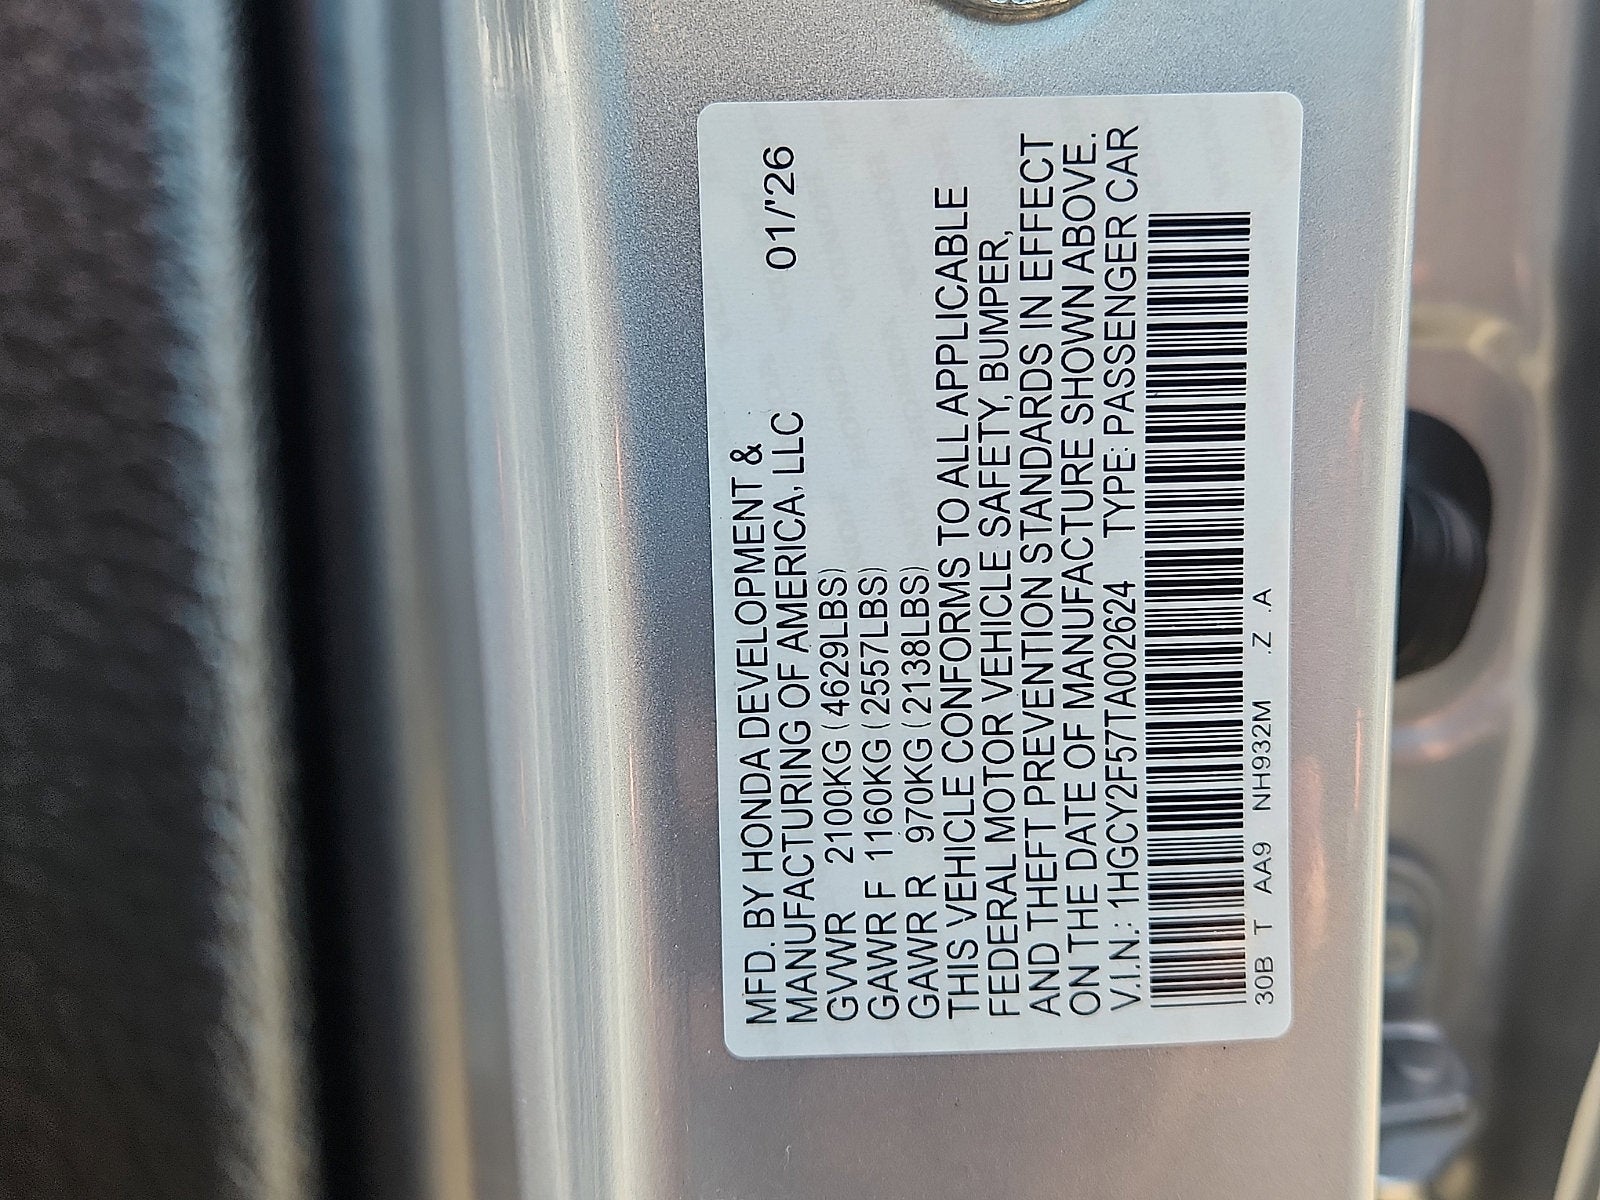 MFD. BY HONDA DEVELOPMENT &
MANUFACTURING OF AMERICA, LLC 01/'26
GVWR 2100KG (4629LBS)
GAWR F 1160KG (2557LBS)
GAWR R 970KG (2138LBS)
THIS VEHICLE CONFORMS TO ALL APPLICABLE
FEDERAL MOTOR VEHICLE SAFETY, BUMPER,
AND THEFT PREVENTION STANDARDS IN EFFECT
ON THE DATE OF MANUFACTURE SHOWN ABOVE.
V.I.N.: 1HGCY2F57TA002624 TYPE: PASSENGER CAR
30B T AA9 NH932M .Z .A